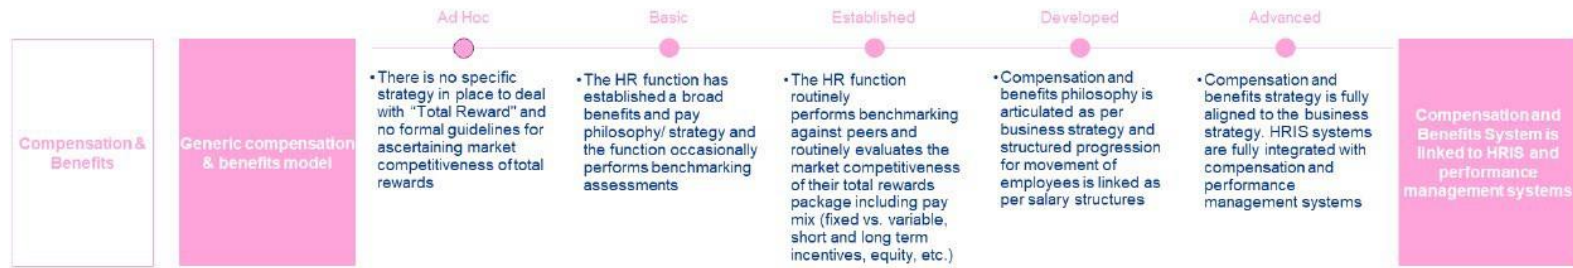 Ad Hoc
Basic
Established
Developed
Advanced
Compensation &
Benefits
Generic compensation
& benefits model
•There is no specific
strategy in place to deal
with “Total Reward" and
no formal guidelines for
ascertaining market
competitiveness of total
rewards
•The HR function has
established a broad
benefits and pay
philosophy/ strategy and
the function occasionally
performs benchmarking
assessments
•The HR function
routinely
performs benchmarking
against peers and
routinely evaluates the
market competitiveness
of their total rewards
package including pay
mix (fixed vs. variable,
short and long term
incentives, equity, etc.)
•Compensation and
benefits philosophy is
articulated as per
business strategy and
structured progression
for movement of
employees is linked as
per salary structures
•Compensation and
benefits strategy is fully
aligned to the business
strategy. HRIS systems
are fully integrated with
compensation and
performance
management systems
Compensation and
Benefits System is
linked to HRIS and
performance
management systems